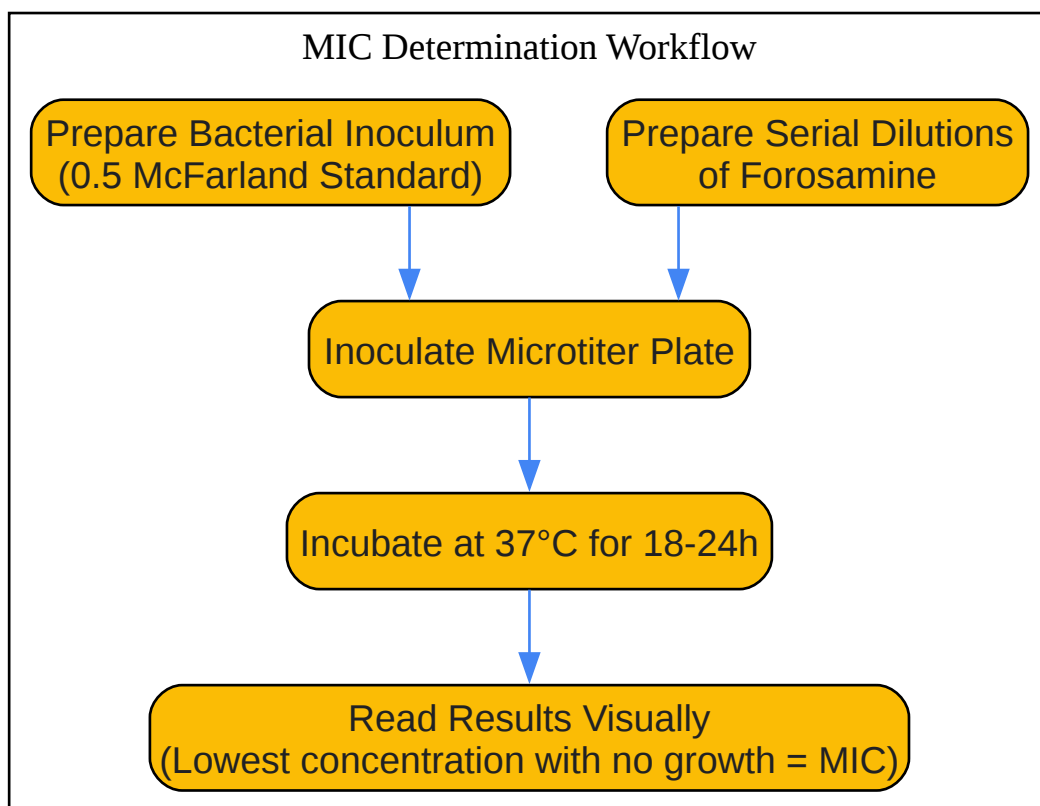 MIC Determination Workflow
Prepare Bacterial Inoculum
(0.5 McFarland Standard)
Prepare Serial Dilutions
of Forosamine
Inoculate Microtiter Plate
Incubate at 37°C for 18-24h
Read Results Visually
(Lowest concentration with no growth = MIC)